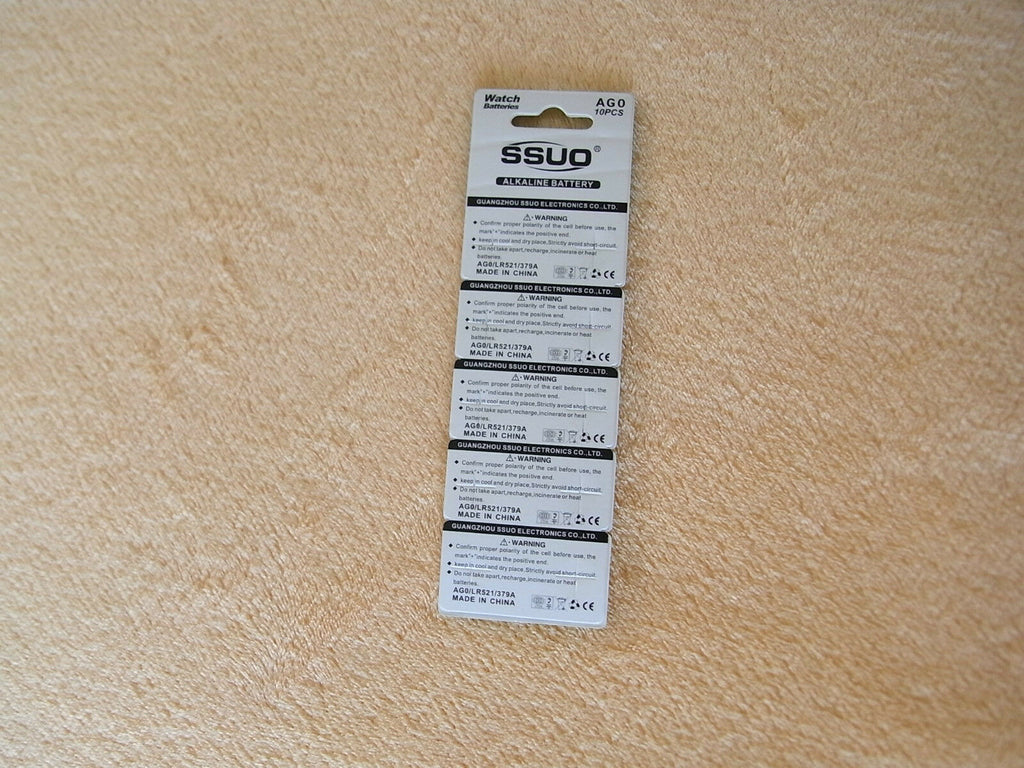 Watch
Batteries
AG0
10PCS
SSUO®
ALKALINE BATTERY
GUANGZHOU SSUO ELECTRONICS CO.,LTD.
⚠·WARNING
◆ Confirm proper polarity of the cell before use, the
mark"+"indicates the positive end.
◆ keep in cool and dry place,Strictly avoid short-circuit.
◆ Do not take apart,recharge,incinerate or heat
batteries.
AG0/LR521/379A
MADE IN CHINA
CE
GUANGZHOU SSUO ELECTRONICS CO.,LTD.
⚠·WARNING
◆ Confirm proper polarity of the cell before use, the
mark"+"indicates the positive end.
◆ keep in cool and dry place,Strictly avoid short-circuit.
◆ Do not take apart,recharge,incinerate or heat
batteries.
AG0/LR521/379A
MADE IN CHINA
CE
GUANGZHOU SSUO ELECTRONICS CO.,LTD.
⚠·WARNING
◆ Confirm proper polarity of the cell before use, the
mark"+"indicates the positive end.
◆ keep in cool and dry place,Strictly avoid short-circuit.
◆ Do not take apart,recharge,incinerate or heat
batteries.
AG0/LR521/379A
MADE IN CHINA
CE
GUANGZHOU SSUO ELECTRONICS CO.,LTD.
⚠·WARNING
◆ Confirm proper polarity of the cell before use, the
mark"+"indicates the positive end.
◆ keep in cool and dry place,Strictly avoid short-circuit.
◆ Do not take apart,recharge,incinerate or heat
batteries.
AG0/LR521/379A
MADE IN CHINA
CE
GUANGZHOU SSUO ELECTRONICS CO.,LTD.
⚠·WARNING
◆ Confirm proper polarity of the cell before use, the
mark"+"indicates the positive end.
◆ keep in cool and dry place,Strictly avoid short-circuit.
◆ Do not take apart,recharge,incinerate or heat
batteries.
AG0/LR521/379A
MADE IN CHINA
CE